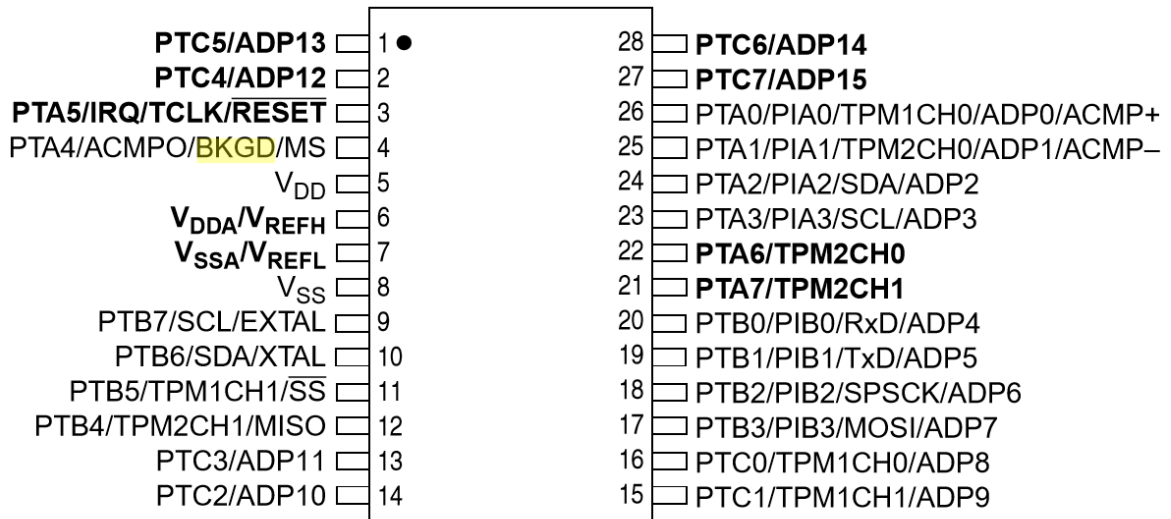 PTC5/ADP13 1 28 PTC6/ADP14
PTC4/ADP12 2 27 PTC7/ADP15
PTA5/IRQ/TCLK/RESET 3 26 PTA0/PIA0/TPM1CH0/ADP0/ACMP+
PTA4/ACMPO/BKGD/MS 4 25 PTA1/PIA1/TPM2CH0/ADP1/ACMP–
VDD 5 24 PTA2/PIA2/SDA/ADP2
VDDA/VREFH 6 23 PTA3/PIA3/SCL/ADP3
VSSA/VREFL 7 22 PTA6/TPM2CH0
VSS 8 21 PTA7/TPM2CH1
PTB7/SCL/EXTAL 9 20 PTB0/PIB0/RxD/ADP4
PTB6/SDA/XTAL 10 19 PTB1/PIB1/TxD/ADP5
PTB5/TPM1CH1/SS 11 18 PTB2/PIB2/SPSCK/ADP6
PTB4/TPM2CH1/MISO 12 17 PTB3/PIB3/MOSI/ADP7
PTC3/ADP11 13 16 PTC0/TPM1CH0/ADP8
PTC2/ADP10 14 15 PTC1/TPM1CH1/ADP9